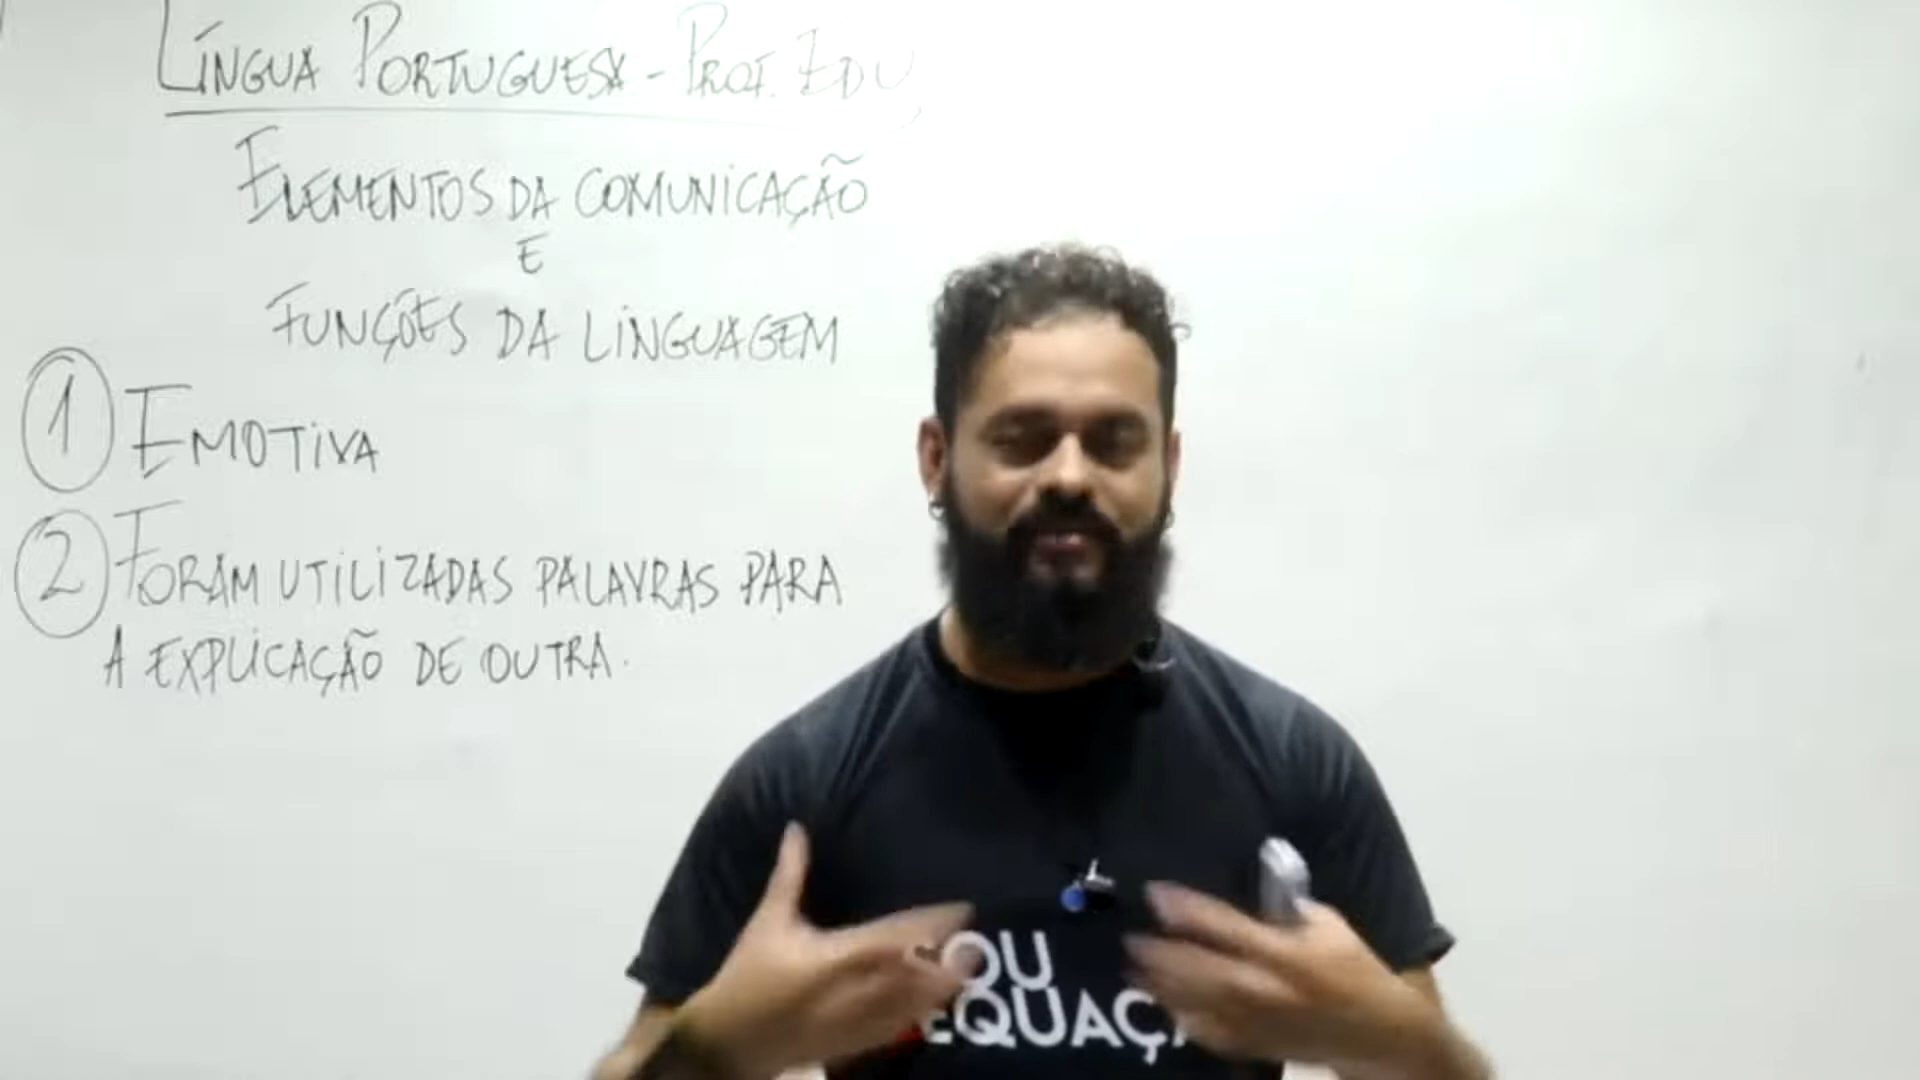 LÍNGUA PORTUGUESA - PROF. EDU
ELEMENTOS DA COMUNICAÇÃO
E
FUNÇÕES DA LINGUAGEM
1 EMOTIVA
2 FORAM UTILIZADAS PALAVRAS PARA
A EXPLICAÇÃO DE OUTRA.
OU
EQUAÇ